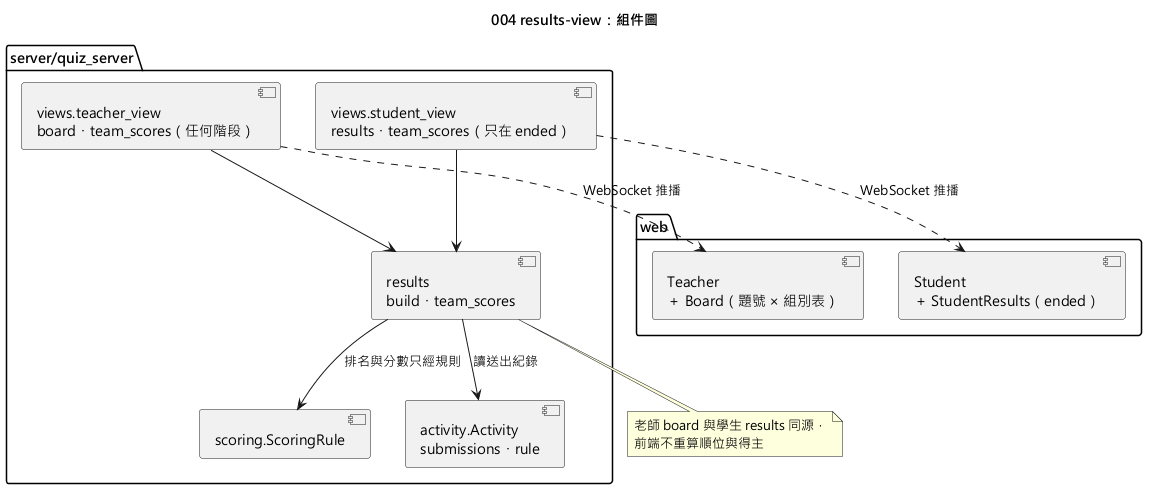 004 results-view：組件圖
server/quiz_server
views.teacher_view
board · team_scores（任何階段）
views.student_view
results · team_scores（只在 ended）
WebSocket 推播
WebSocket 推播
web
results
build · team_scores
Teacher
+ Board（題號 × 組別表）
Student
+ StudentResults（ended）
排名與分數只經規則
讀送出紀錄
scoring.ScoringRule
activity.Activity
submissions · rule
老師 board 與學生 results 同源，
前端不重算順位與得主